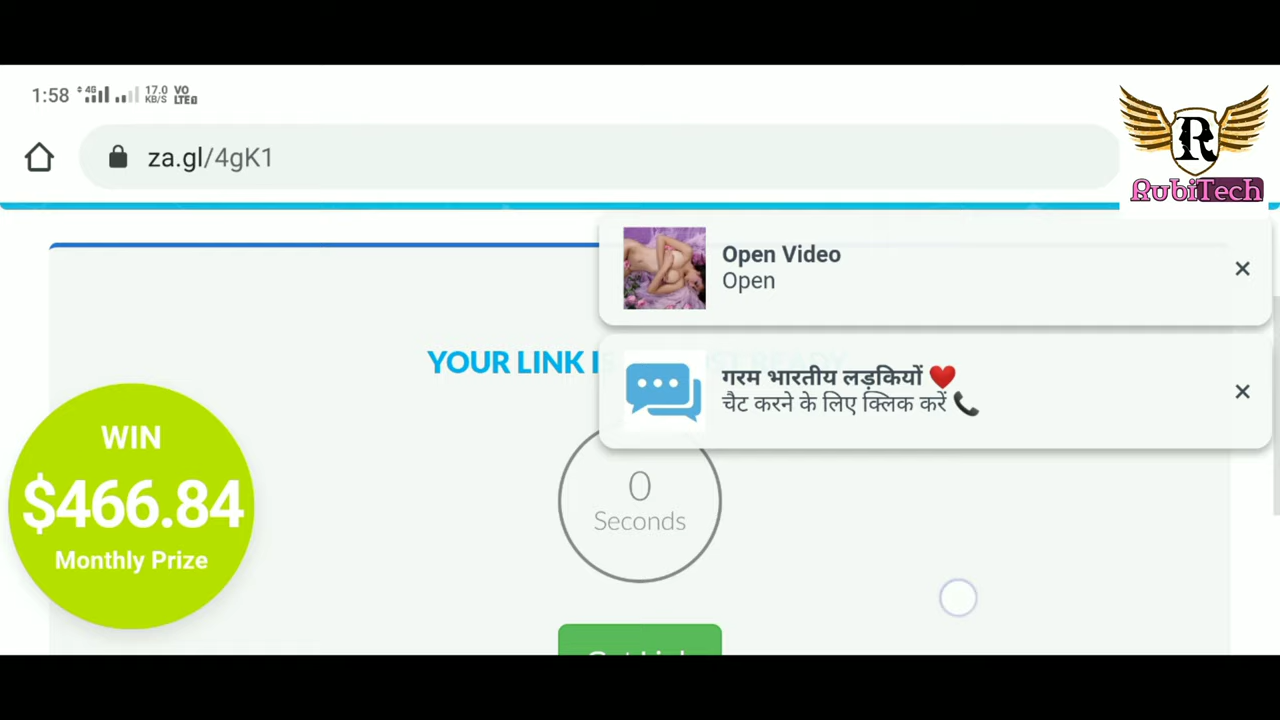 1:58 4G 17.0 KB/S VO LTE
za.gl/4gK1
R
RubiTech
Open Video
Open
YOUR LINK
गरम भारतीय लड़कियों ❤️
चैट करने के लिए क्लिक करें 📞
WIN
$466.84
Monthly Prize
0
Seconds